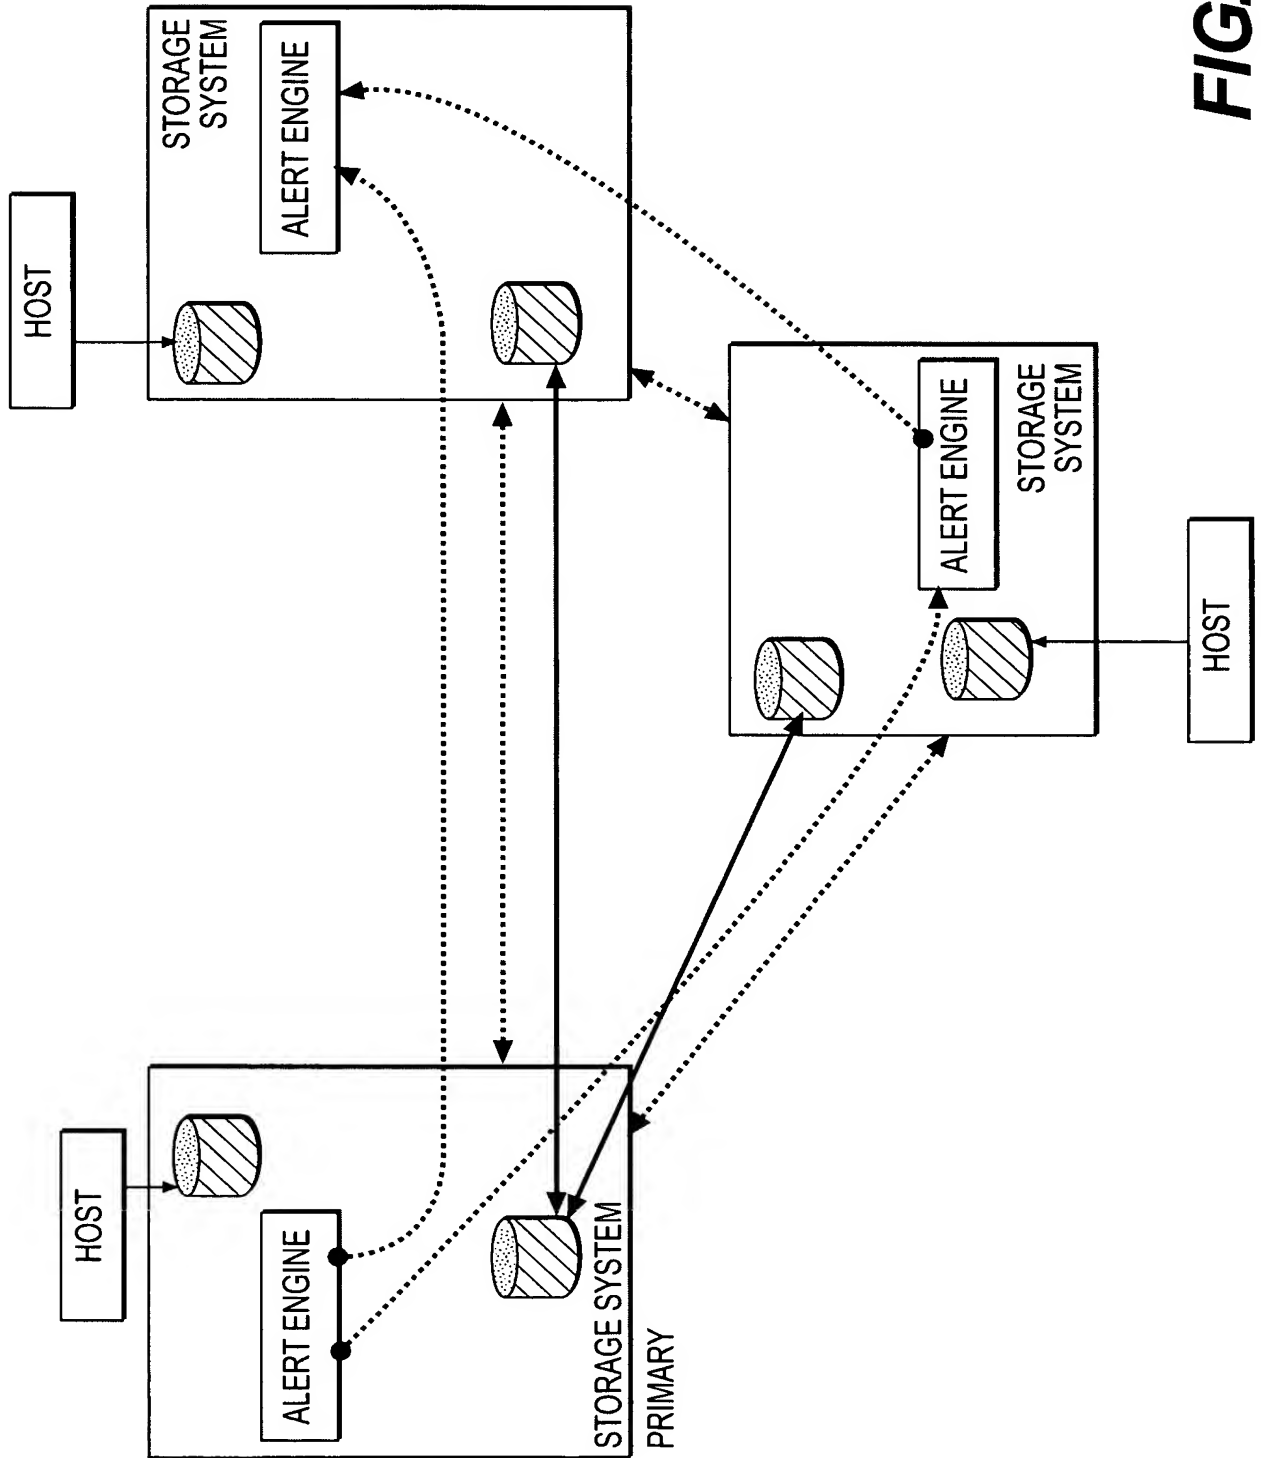 HOST
HOST
STORAGE
SYSTEM
ALERT ENGINE
ALERT ENGINE
STORAGE SYSTEM
PRIMARY
ALERT ENGINE
STORAGE
SYSTEM
HOST
FIG.